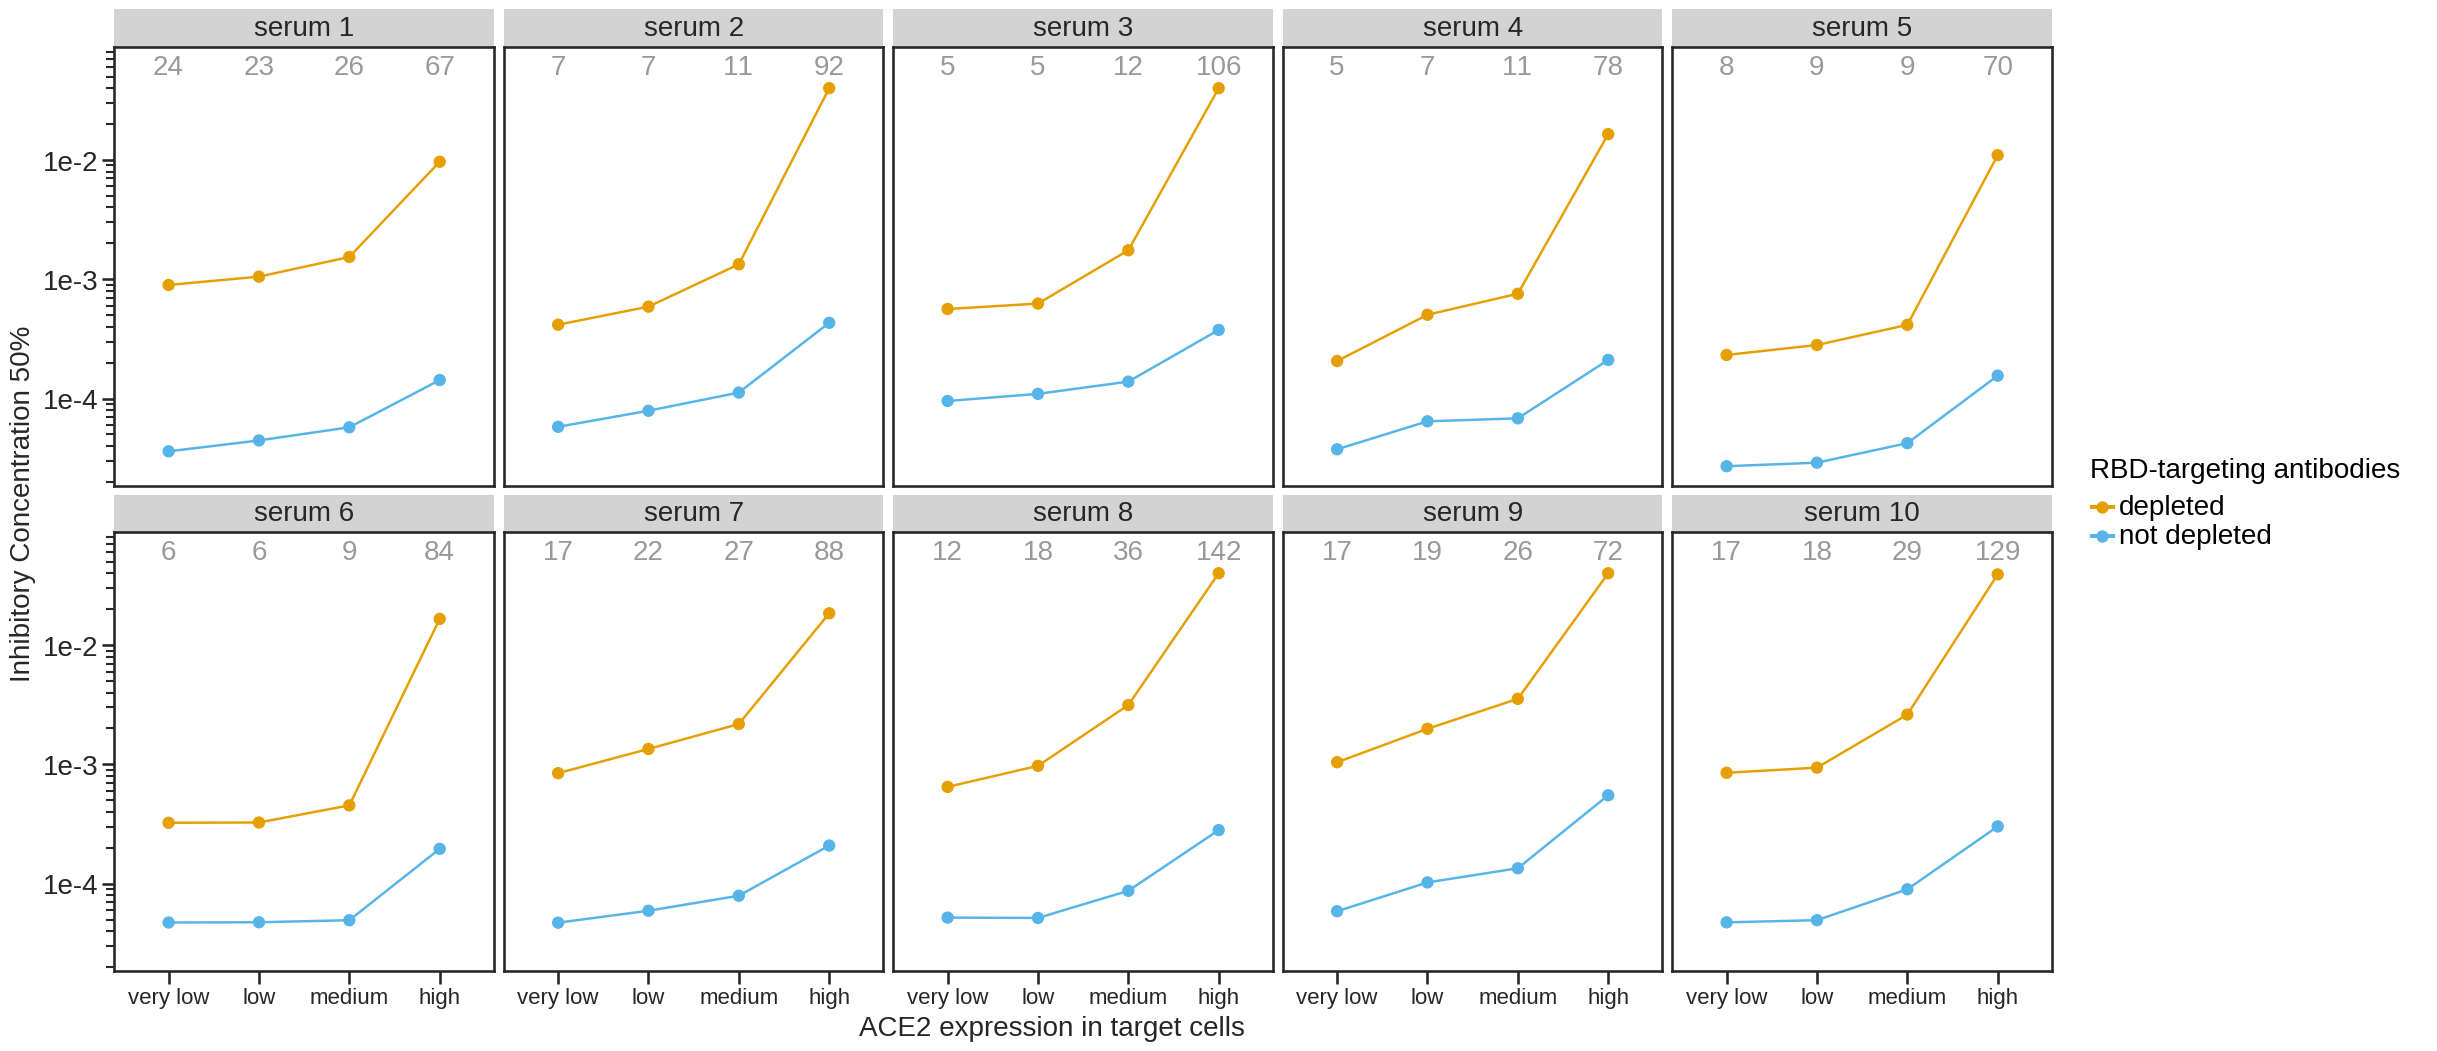 serum 1 serum 2 serum 3 serum 4 serum 5
24 23 26 67 7 7 11 92 5 5 12 106 5 7 11 78 8 9 9 70
1e-2
1e-3
1e-4
serum 6 serum 7 serum 8 serum 9 serum 10
6 6 9 84 17 22 27 88 12 18 36 142 17 19 26 72 17 18 29 129
1e-2
1e-3
1e-4
very low low medium high very low low medium high very low low medium high very low low medium high very low low medium high
ACE2 expression in target cells
Inhibitory Concentration 50%
RBD-targeting antibodies
depleted
not depleted